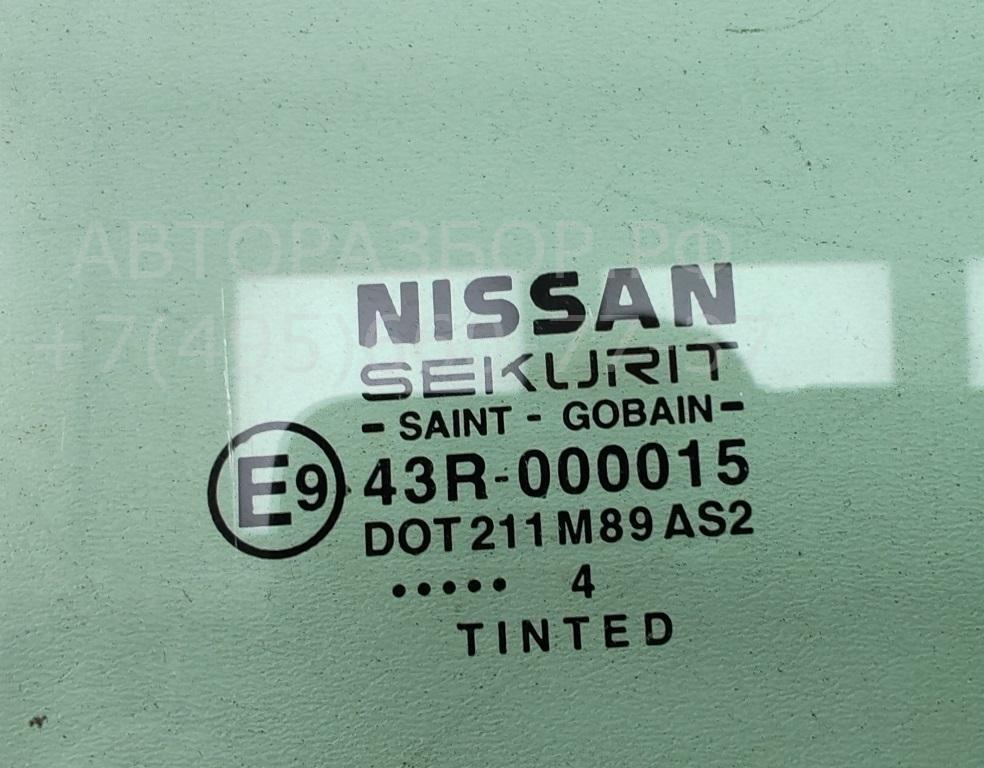 АВТОРАЗБОР.РФ
NISSAN
SEKURIT
- SAINT - GOBAIN -
E9 43R-000015
DOT 211 M89 AS2
••••• 4
TINTED